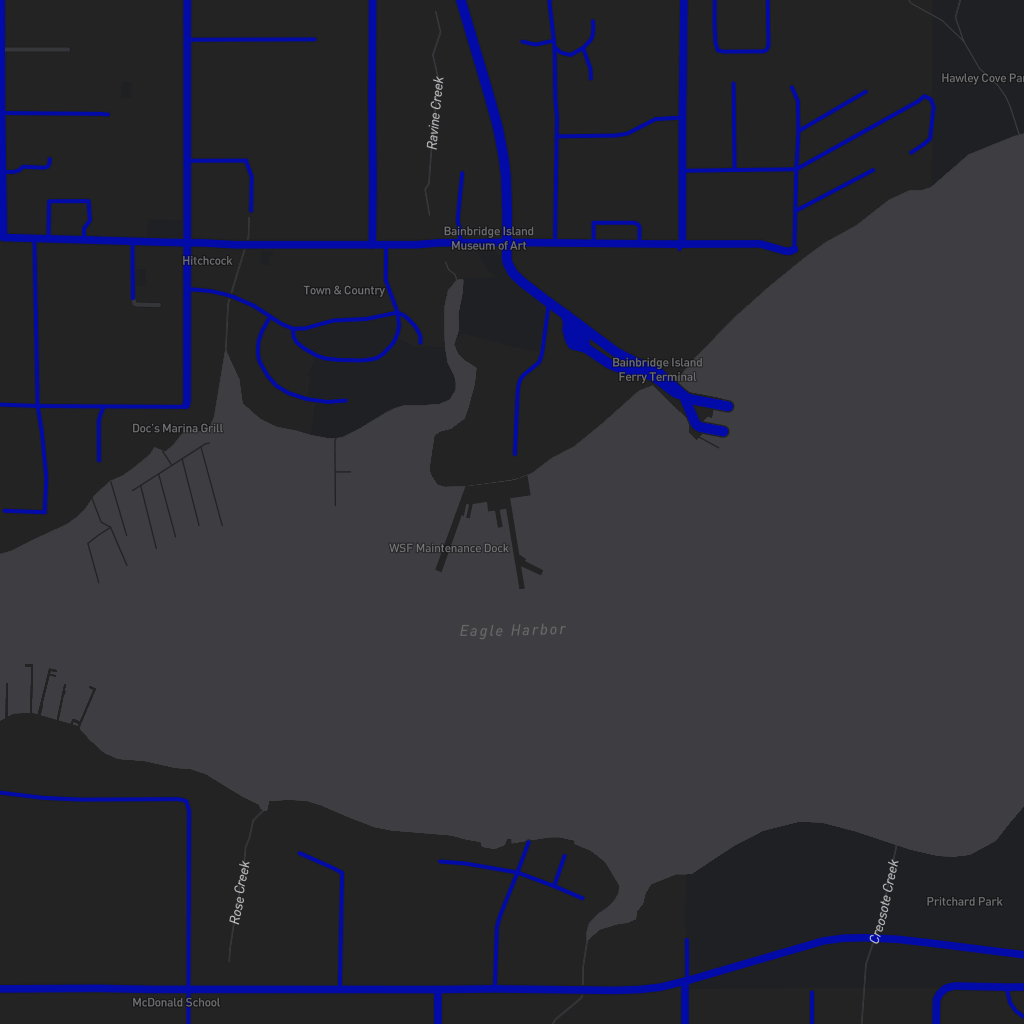 Hawley Cove Par
Ravine Creek
Bainbridge Island
Museum of Art
Hitchcock
Town & Country
Bainbridge Island
Ferry Terminal
Doc's Marina Grill
WSF Maintenance Dock
Eagle Harbor
Rose Creek
Creosote Creek
Pritchard Park
McDonald School